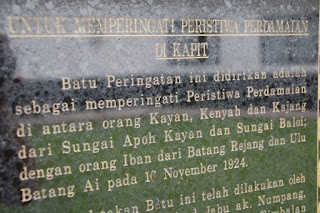 UNTUK MEMPERINGATI PERISTIWA PERDAMAIAN
DI KAPIT
Batu Peringatan ini didirikan adalah
sebagai memperingati Peristiwa Perdamaian
di antara orang Kayan, Kenyah dan Kajang
dari Sungai Apoh Kayan dan Sungai Baloi;
dengan orang Iban dari Batang Rejang dan Ulu
Batang Ai pada 16 November 1924.
Batu ini telah dilakukan oleh
ak. Numpang,